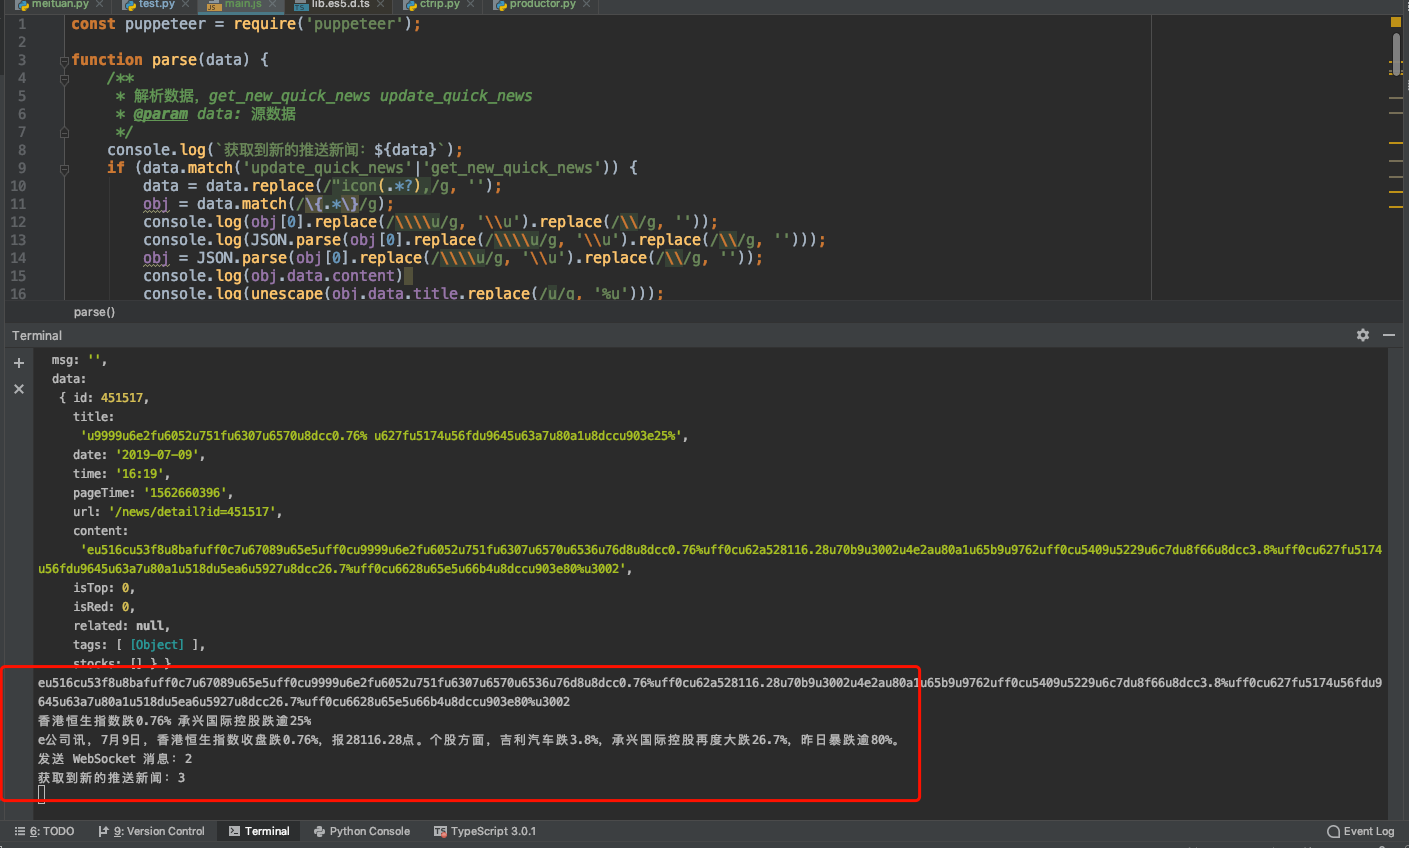 meituan.py test.py main.js lib.es5.d.ts ctrip.py productor.py
1 const puppeteer = require('puppeteer');
2
3 function parse(data) {
4 /**
5 * 解析数据，get_new_quick_news update_quick_news
6 * @param data: 源数据
7 */
8 console.log(`获取到新的推送新闻：${data}`);
9 if (data.match('update_quick_news'|'get_new_quick_news')) {
10 data = data.replace(/"icon(.*?),/g, '');
11 obj = data.match(/\{.*\}/g);
12 console.log(obj[0].replace(/\\\\u/g, '\\u').replace(/\\/g, ''));
13 console.log(JSON.parse(obj[0].replace(/\\\\u/g, '\\u').replace(/\\/g, '')));
14 obj = JSON.parse(obj[0].replace(/\\\\u/g, '\\u').replace(/\\/g, ''));
15 console.log(obj.data.content)
16 console.log(unescape(obj.data.title.replace(/u/g, '%u')));
parse()
Terminal
msg: '',
data:
{ id: 451517,
title:
'u9999u6e2fu6052u751fu6307u6570u8dcc0.76% u627fu5174u56fdu9645u63a7u80a1u8dccu903e25%',
date: '2019-07-09',
time: '16:19',
pageTime: '1562660396',
url: '/news/detail?id=451517',
content:
'eu516cu53f8u8bafuff0c7u67089u65e5uff0cu9999u6e2fu6052u751fu6307u6570u6536u76d8u8dcc0.76%uff0cu62a528116.28u70b9u3002u4e2au80a1u65b9u9762uff0cu5409u5229u6c7du8f66u8dcc3.8%uff0cu627fu5174
u56fdu9645u63a7u80a1u518du5ea6u5927u8dcc26.7%uff0cu6628u65e5u66b4u8dccu903e80%u3002',
isTop: 0,
isRed: 0,
related: null,
tags: [ [Object] ],
stocks: [] } }
eu516cu53f8u8bafuff0c7u67089u65e5uff0cu9999u6e2fu6052u751fu6307u6570u6536u76d8u8dcc0.76%uff0cu62a528116.28u70b9u3002u4e2au80a1u65b9u9762uff0cu5409u5229u6c7du8f66u8dcc3.8%uff0cu627fu5174u56fdu9
645u63a7u80a1u518du5ea6u5927u8dcc26.7%uff0cu6628u65e5u66b4u8dccu903e80%u3002
香港恒生指数跌0.76% 承兴国际控股跌逾25%
e公司讯，7月9日，香港恒生指数收盘跌0.76%，报28116.28点。个股方面，吉利汽车跌3.8%，承兴国际控股再度大跌26.7%，昨日暴跌逾80%。
发送 WebSocket 消息：2
获取到新的推送新闻：3
6: TODO 9: Version Control Terminal Python Console TypeScript 3.0.1 Event Log